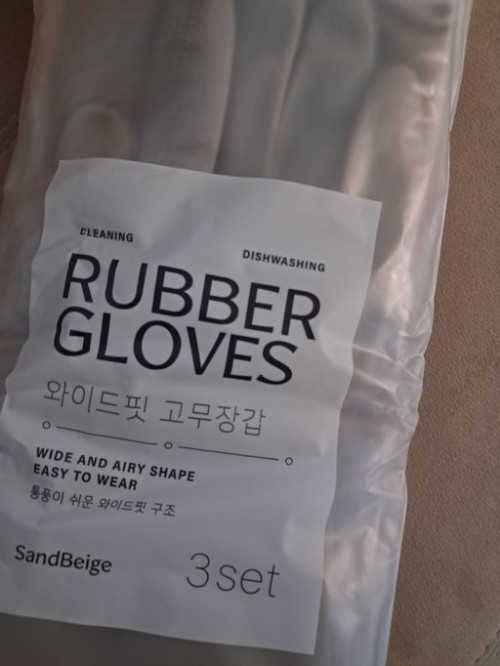 CLEANING
DISHWASHING
RUBBER
GLOVES
와이드핏 고무장갑
WIDE AND AIRY SHAPE
EASY TO WEAR
통풍이 쉬운 와이드핏 구조
SandBeige
3set